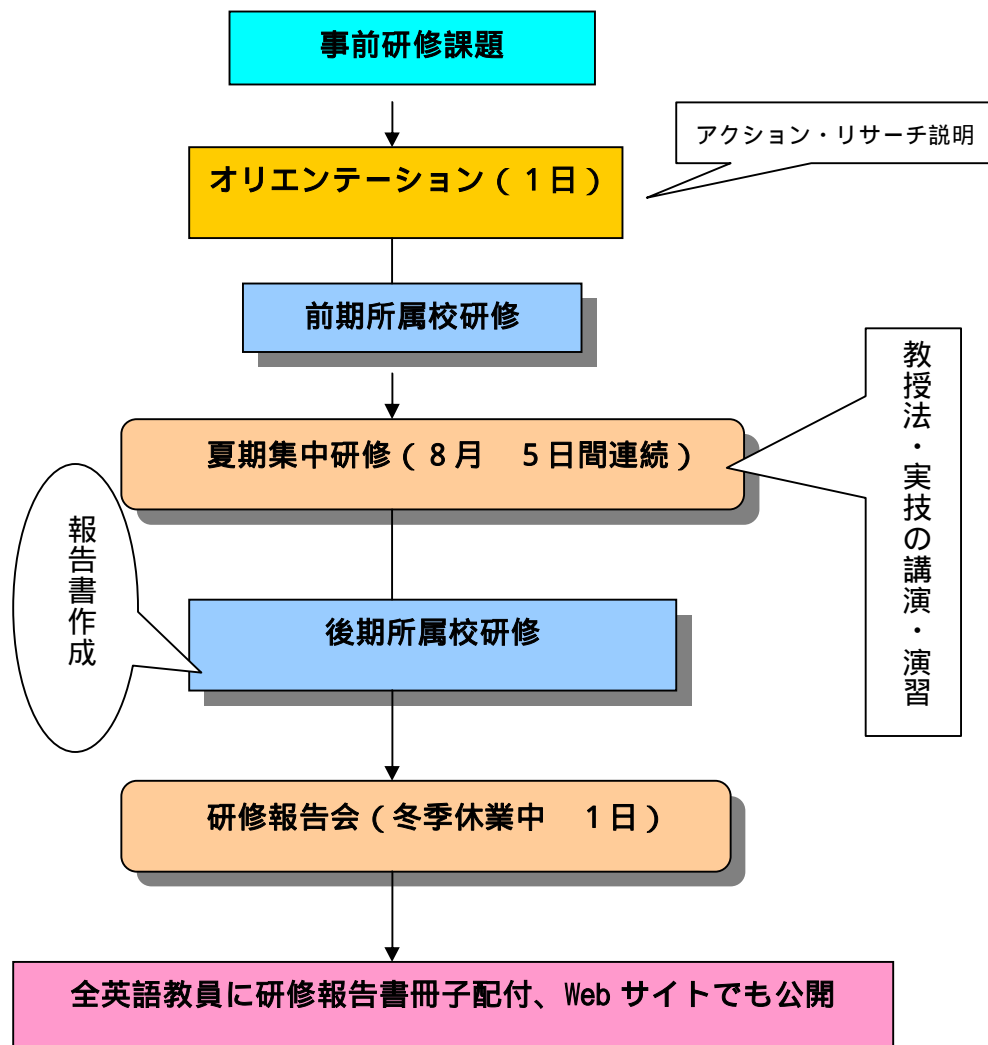 事前研修課題
アクション・リサーチ説明
オリエンテーション（１日）
前期所属校研修
夏期集中研修（８月　５日間連続）
教授法・実技の講演・演習
報告書作成
後期所属校研修
研修報告会（冬季休業中　１日）
全英語教員に研修報告書冊子配付、Web サイトでも公開